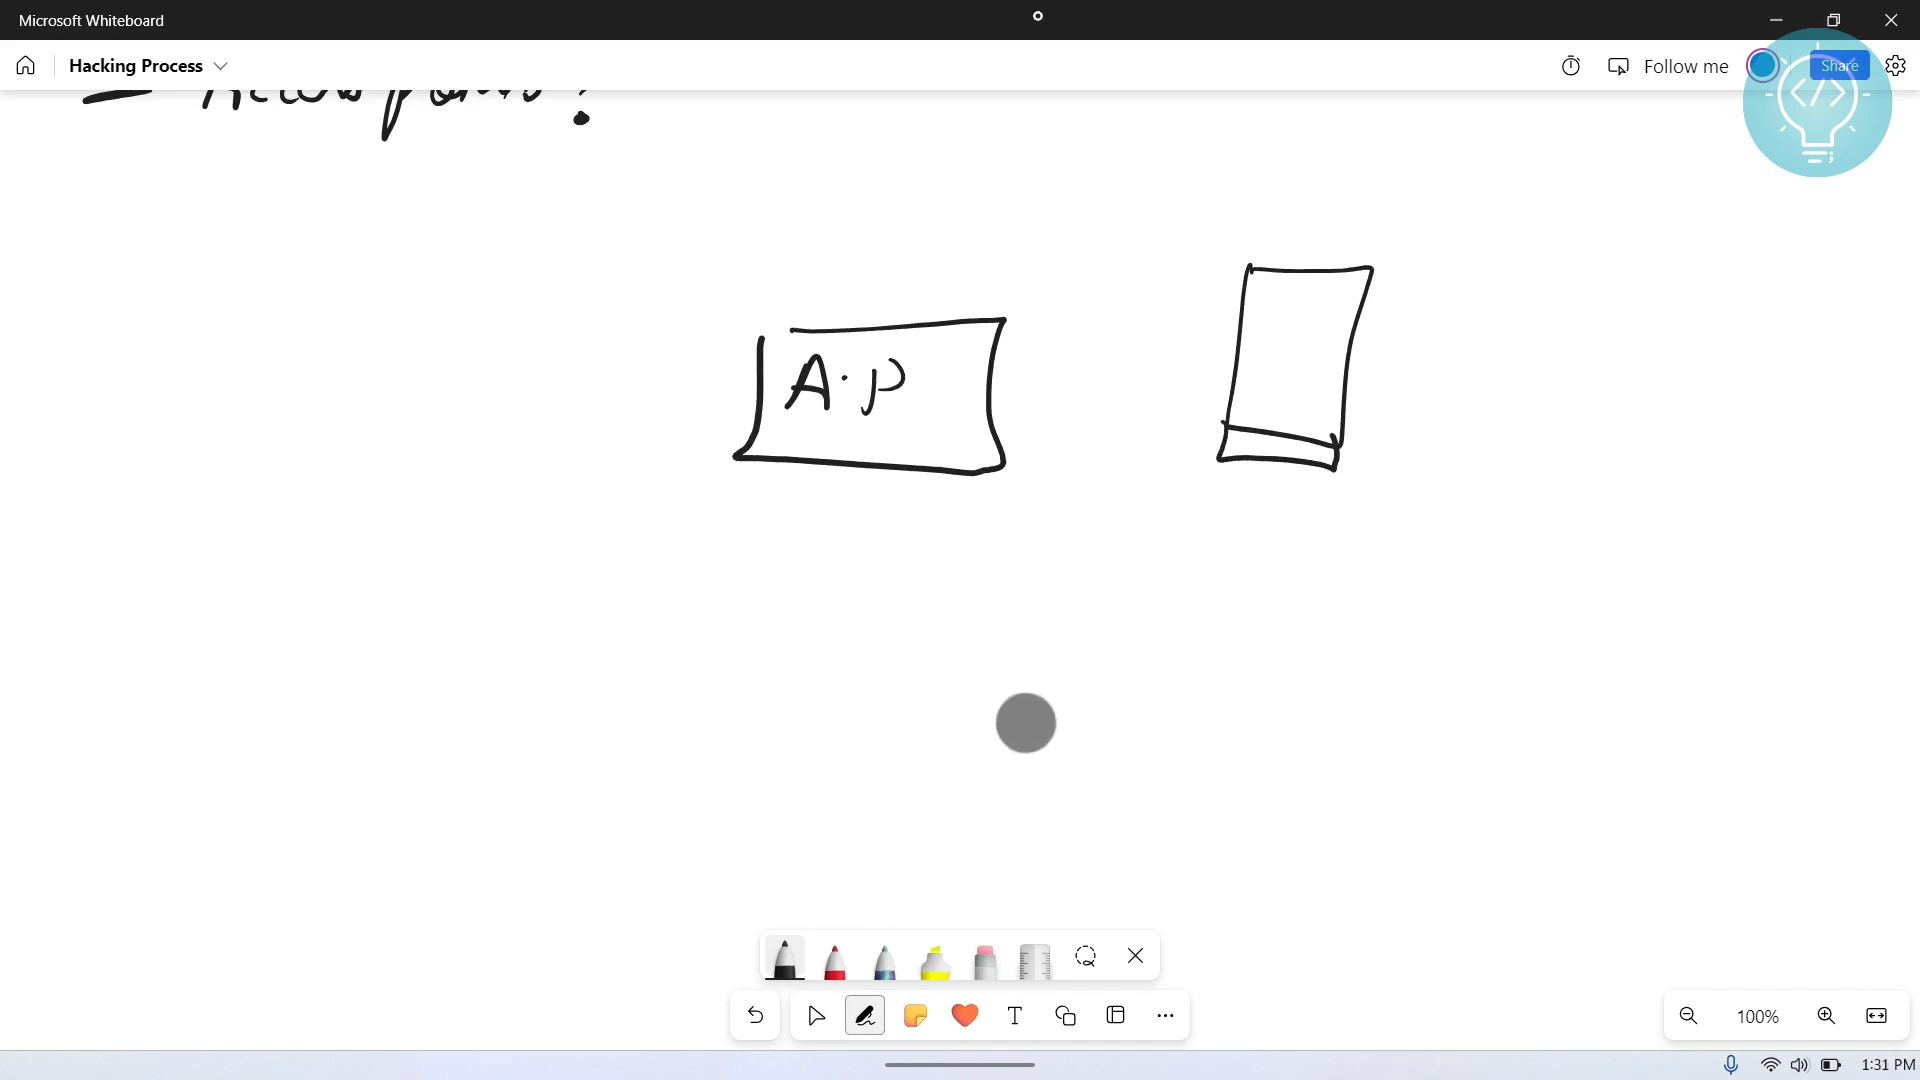 Microsoft Whiteboard
Hacking Process
Follow me
Share
A.P
100%
1:31 PM